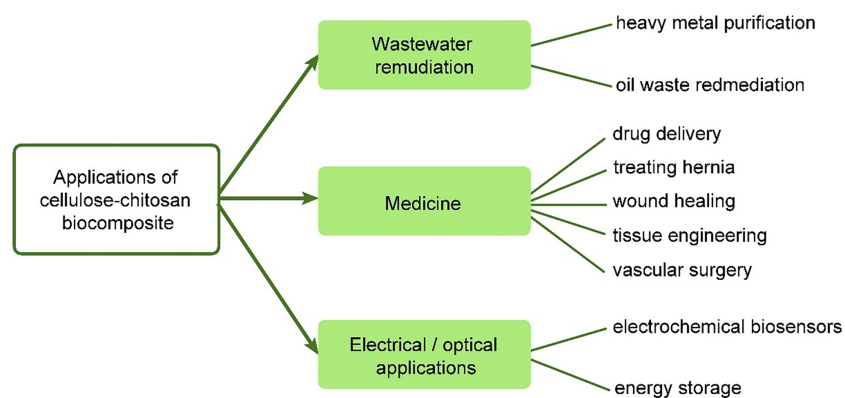 Applications of
cellulose-chitosan
biocomposite
Wastewater
remudiation
heavy metal purification
oil waste redmediation
Medicine
drug delivery
treating hernia
wound healing
tissue engineering
vascular surgery
Electrical / optical
applications
electrochemical biosensors
energy storage